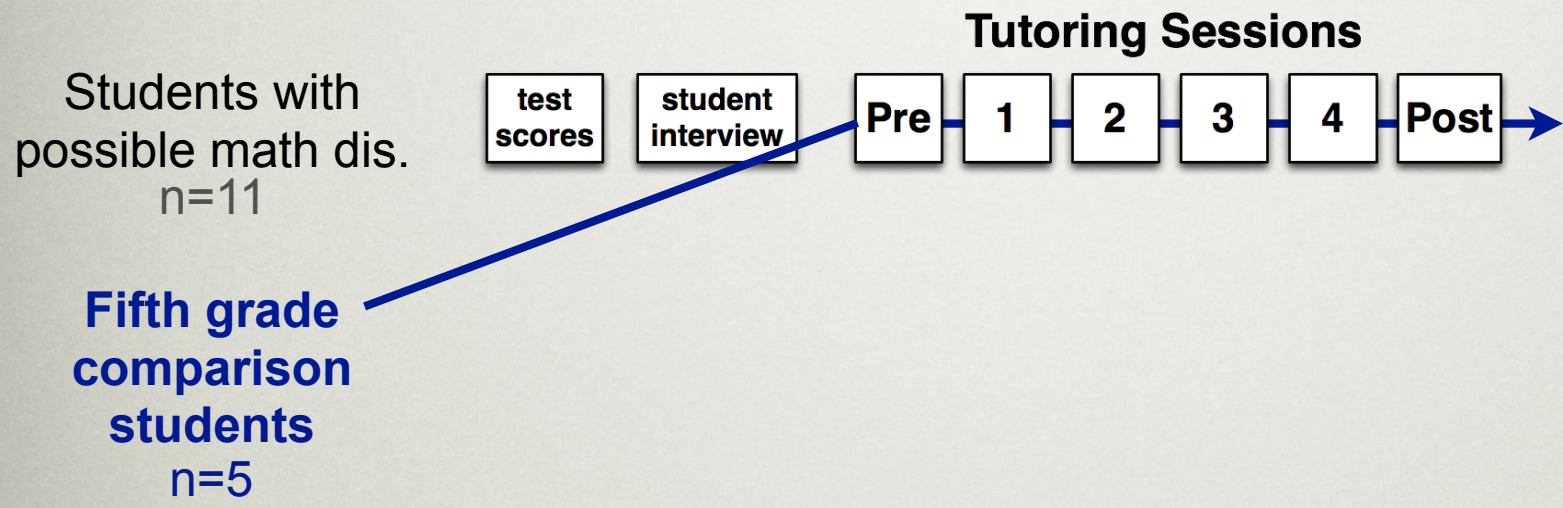 Tutoring Sessions
Students with
possible math dis.
n=11
test
scores
student
interview
Pre
1
2
3
4
Post
Fifth grade
comparison
students
n=5